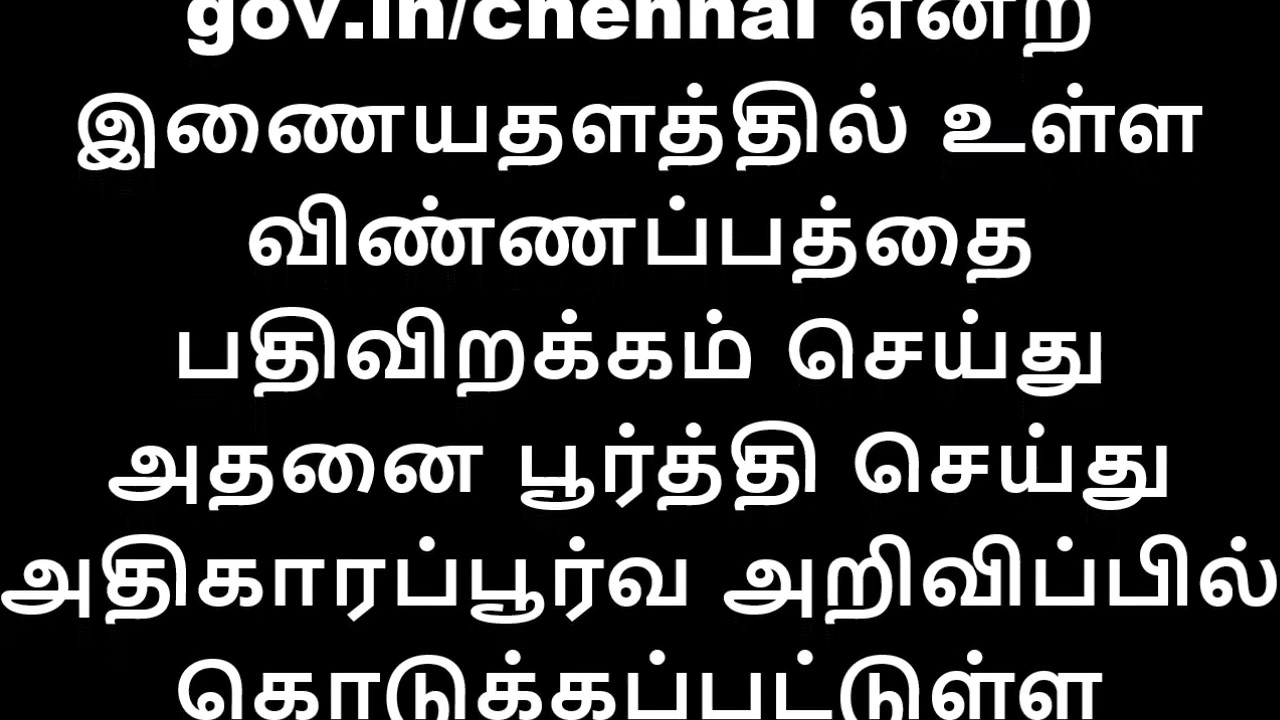 gov.in/chennai என்ற
இணையதளத்தில் உள்ள
விண்ணப்பத்தை
பதிவிறக்கம் செய்து
அதனை பூர்த்தி செய்து
அதிகாரப்பூர்வ அறிவிப்பில்
கொடுக்கப்பட்டுள்ள